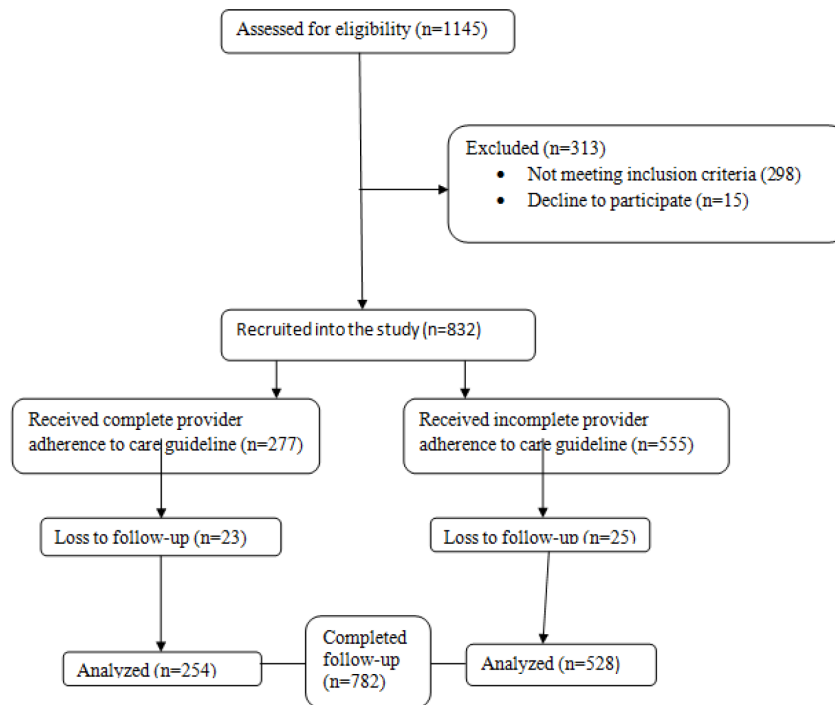 Assessed for eligibility (n=1145)
Excluded (n=313)
• Not meeting inclusion criteria (298)
• Decline to participate (n=15)
Recruited into the study (n=832)
Received complete provider
adherence to care guideline (n=277)
Received incomplete provider
adherence to care guideline (n=555)
Loss to follow-up (n=23)
Loss to follow-up (n=25)
Completed
follow-up
(n=782)
Analyzed (n=254)
Analyzed (n=528)